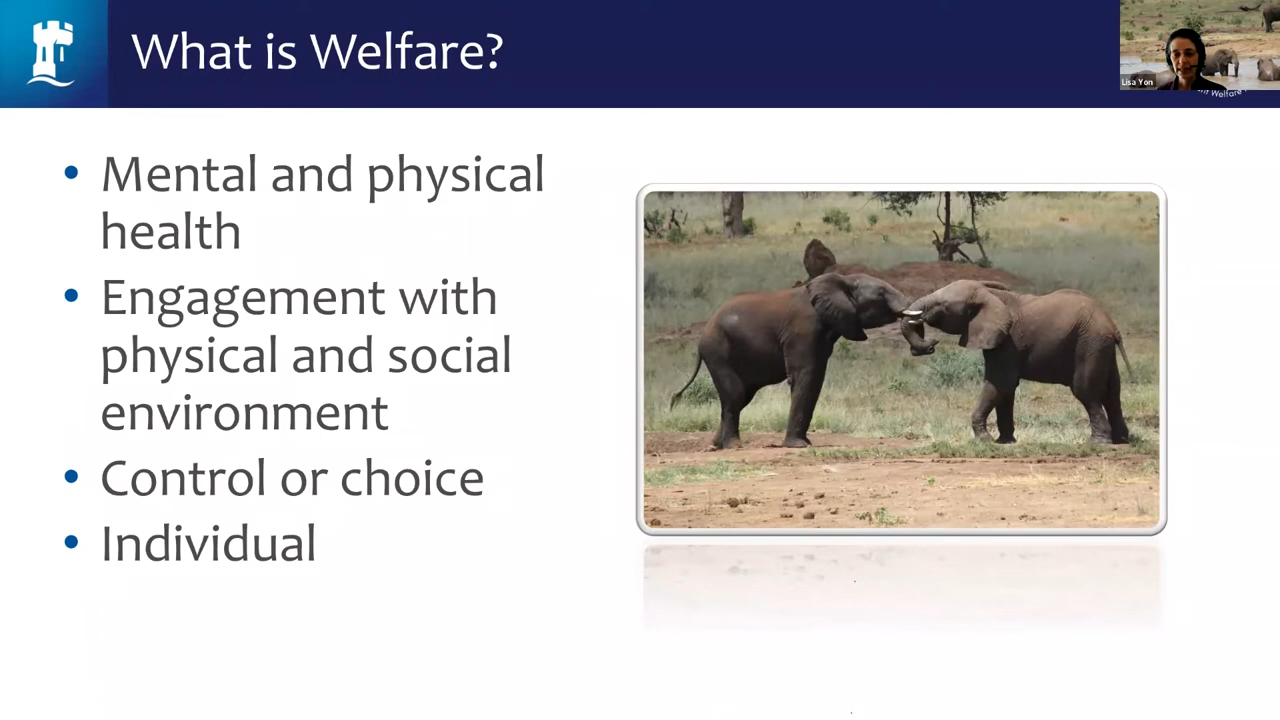 What is Welfare?
Lisa Yon
Welfare
• Mental and physical
health
• Engagement with
physical and social
environment
• Control or choice
• Individual